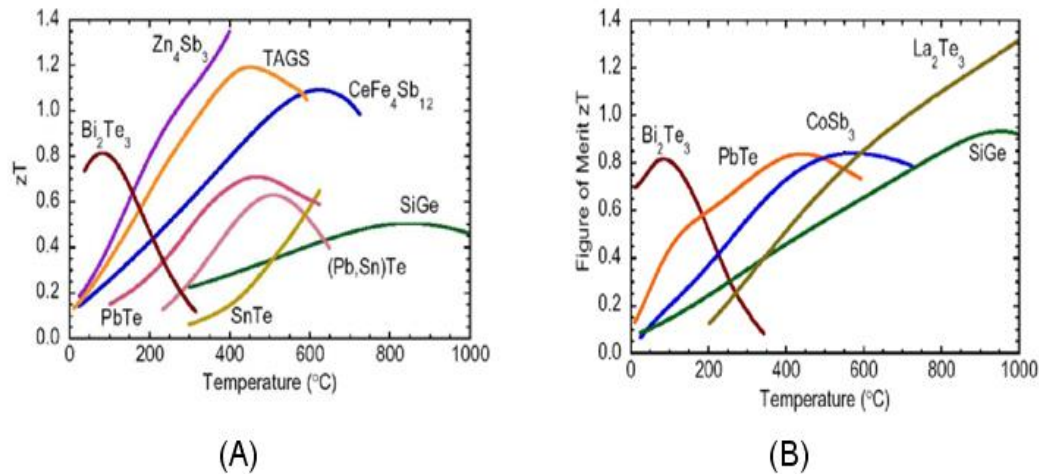 1.4
1.2
1.0
0.8
0.6
0.4
0.2
0.0
zT
Zn₄Sb₃
TAGS
CeFe₄Sb₁₂
Bi₂Te₃
SiGe
(Pb,Sn)Te
PbTe
SnTe
0 200 400 600 800 1000
Temperature (°C)
(A)
1.4
1.2
1.0
0.8
0.6
0.4
0.2
0.0
Figure of Merit zT
La₂Te₃
Bi₂Te₃
PbTe
CoSb₃
SiGe
0 200 400 600 800 1000
Temperature (°C)
(B)